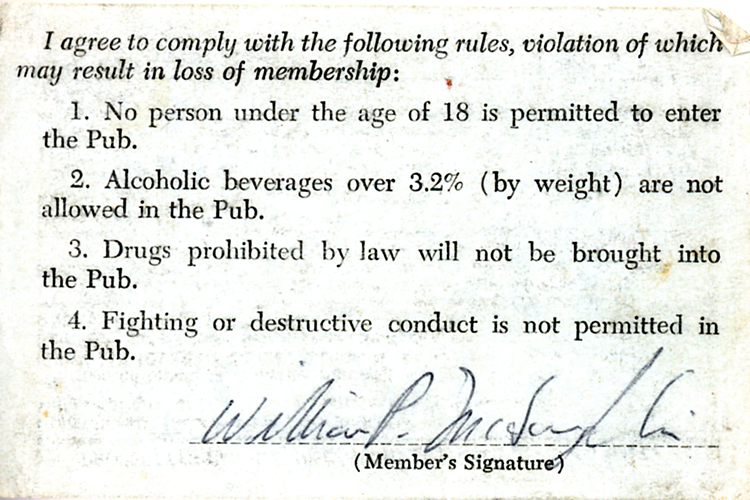 I agree to comply with the following rules, violation of which
may result in loss of membership:
1. No person under the age of 18 is permitted to enter
the Pub.
2. Alcoholic beverages over 3.2% (by weight) are not
allowed in the Pub.
3. Drugs prohibited by law will not be brought into
the Pub.
4. Fighting or destructive conduct is not permitted in
the Pub.
William P. McLaughlin
(Member's Signature)